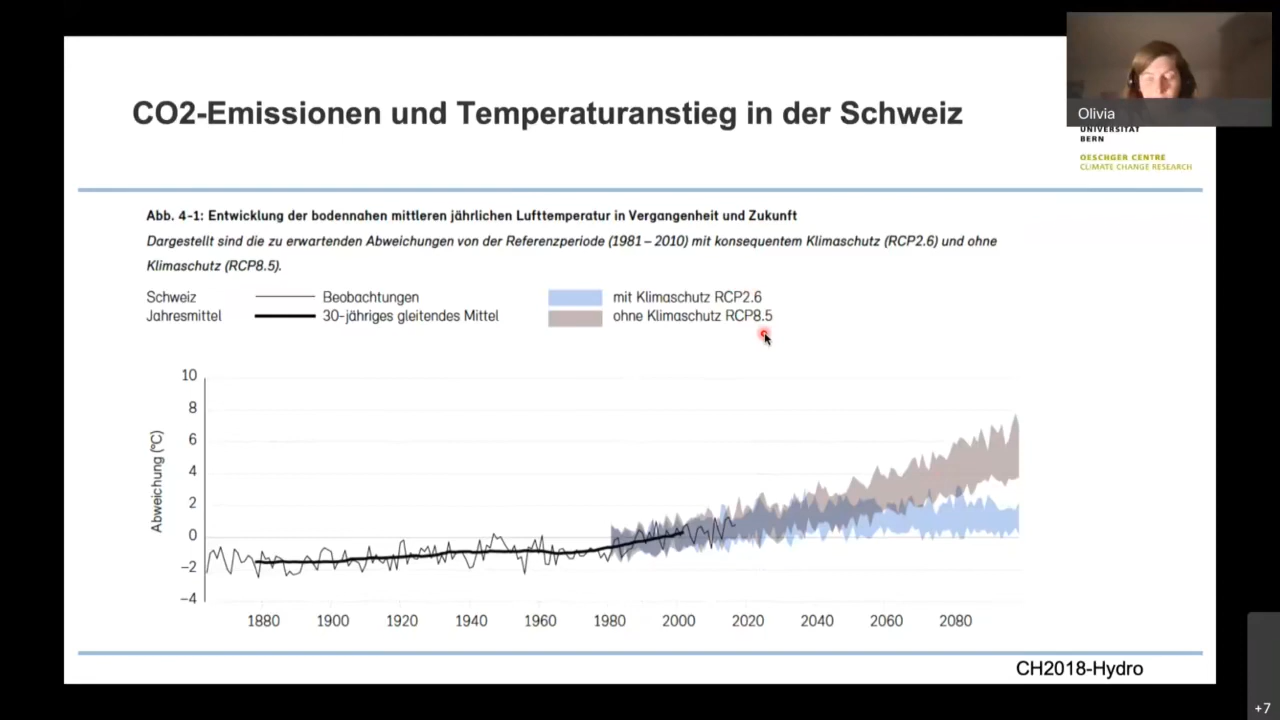 CO2-Emissionen und Temperaturanstieg in der Schweiz
Olivia
UNIVERSITÄT
BERN
OESCHGER CENTRE
CLIMATE CHANGE RESEARCH
Abb. 4-1: Entwicklung der bodennahen mittleren jährlichen Lufttemperatur in Vergangenheit und Zukunft
Dargestellt sind die zu erwartenden Abweichungen von der Referenzperiode (1981 – 2010) mit konsequentem Klimaschutz (RCP2.6) und ohne
Klimaschutz (RCP8.5).
Schweiz Beobachtungen mit Klimaschutz RCP2.6
Jahresmittel 30-jähriges gleitendes Mittel ohne Klimaschutz RCP8.5
Abweichung (°C)
10
8
6
4
2
0
−2
−4
1880 1900 1920 1940 1960 1980 2000 2020 2040 2060 2080
CH2018-Hydro
+7